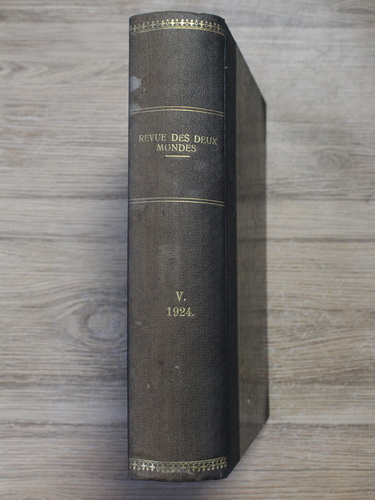 REVUE DES DEUX
MONDES
V.
1924.